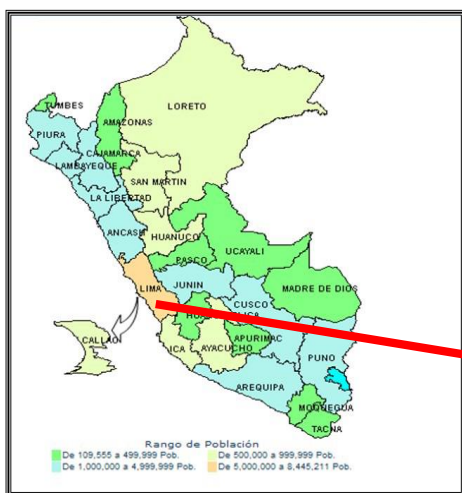 TUMBES
LORETO
AMAZONAS
PIURA
CAJAMARCA
LAMBAYEQUE
SAN MARTIN
LA LIBERTAD
ANCASH
HUANUCO
UCAYALI
PASCO
LIMA
JUNIN
MADRE DE DIOS
CUSCO
CALLAO
APURIMAC
ICA
AYACUCHO
PUNO
AREQUIPA
MOQUEGUA
TACNA
Rango de Población
De 109,555 a 499,999 Pob.
De 500,000 a 999,999 Pob.
De 1,000,000 a 4,999,999 Pob.
De 5,000,000 a 8,445,211 Pob.